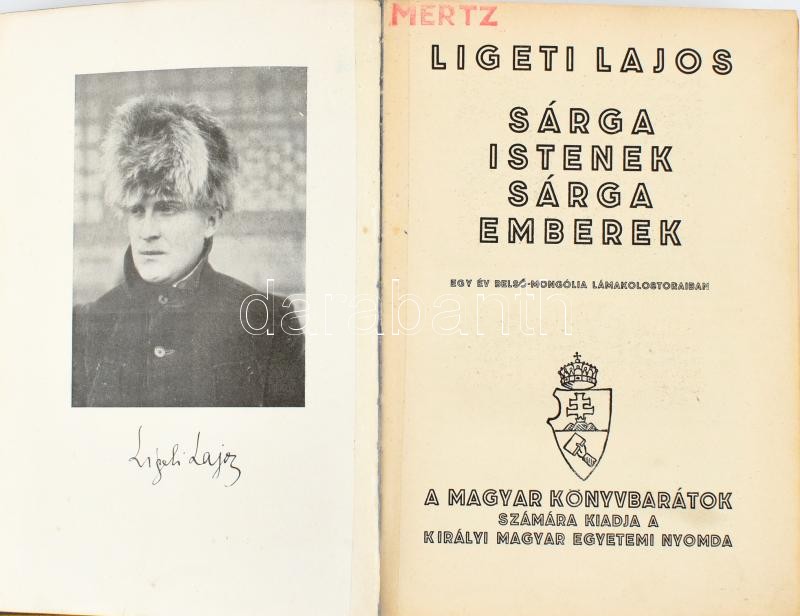 Ligeti Lajos
MERTZ
LIGETI LAJOS
SÁRGA
ISTENEK
SÁRGA
EMBEREK
EGY ÉV BELSŐ-MONGÓLIA LÁMAKOLOSTORAIBAN
A MAGYAR KÖNYVBARÁTOK
SZÁMÁRA KIADJA A
KIRÁLYI MAGYAR EGYETEMI NYOMDA
darabanth